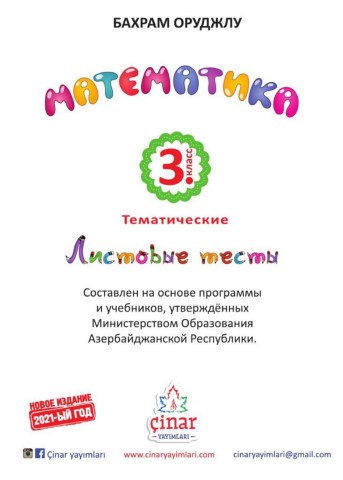 БАХРАМ ОРУДЖЛУ
МАТЕМАТИКА
3. КЛАСС
Тематические
Листовые тесты
Составлен на основе программы
и учебников, утверждённых
Министерством Образования
Азербайджанской Республики.
НОВОЕ ИЗДАНИЕ
2021-ЫЙ ГОД
çinar
YAYIMLARI
Çinar yayımları www.cinaryayimlari.com cinaryayimlari@gmail.com